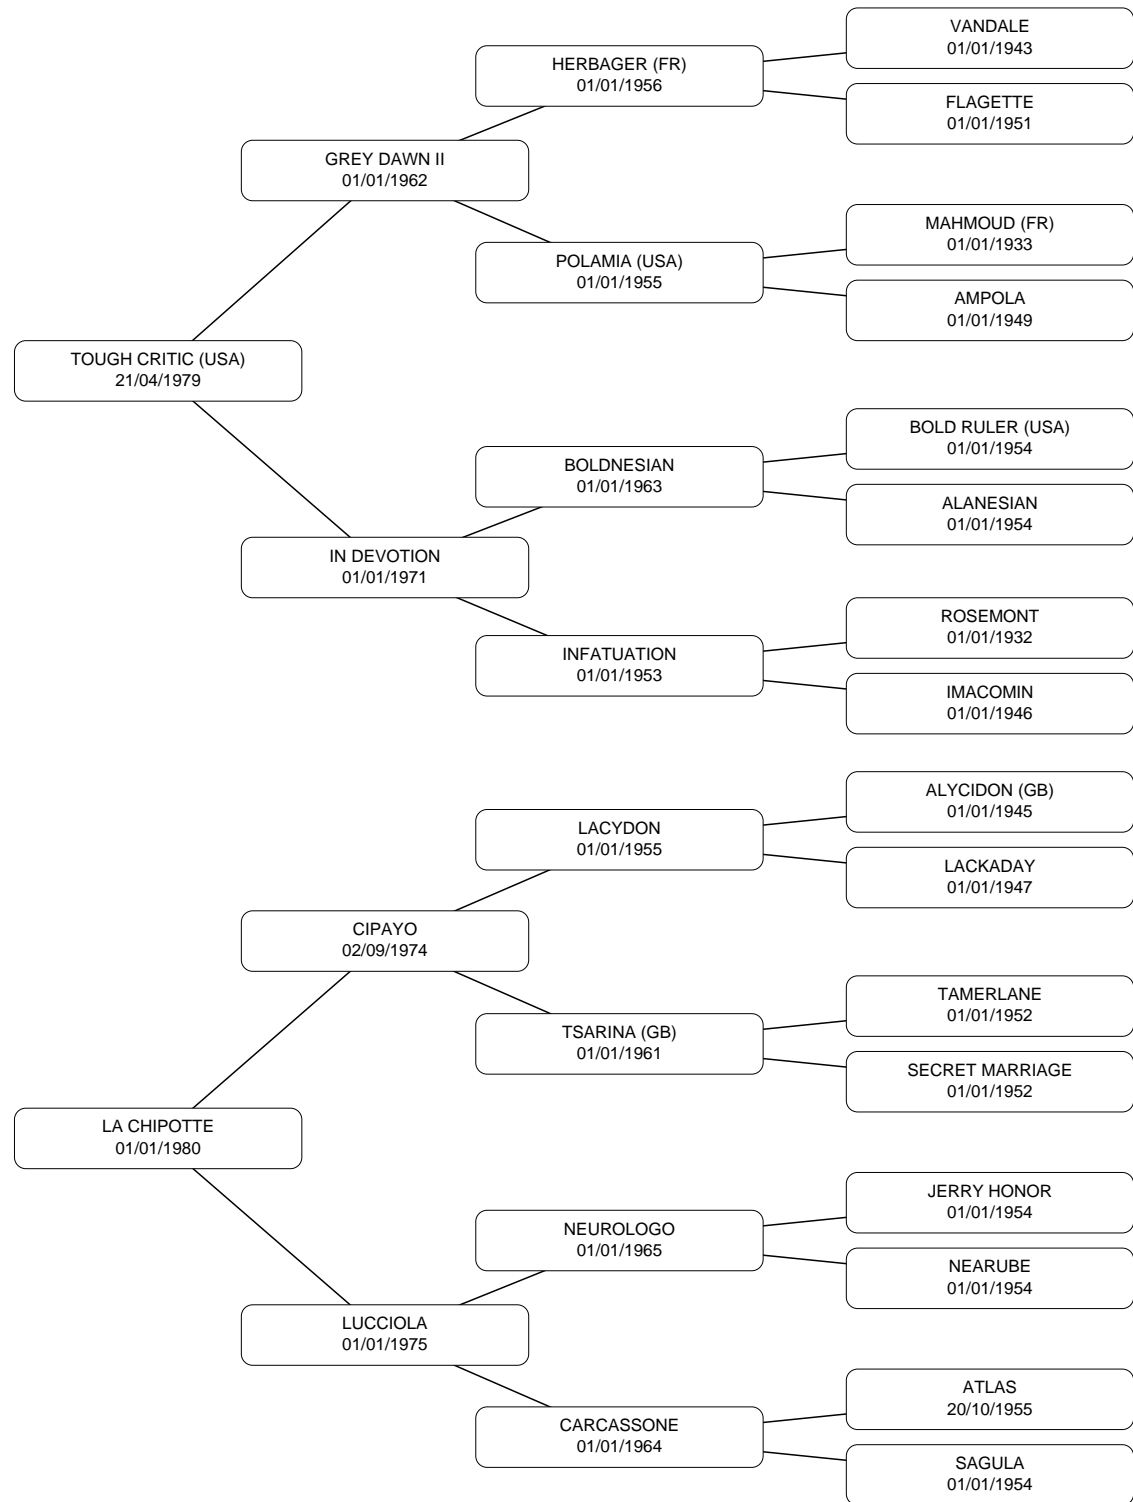 VANDALE
01/01/1943
HERBAGER (FR)
01/01/1956
FLAGETTE
01/01/1951
GREY DAWN II
01/01/1962
MAHMOUD (FR)
01/01/1933
POLAMIA (USA)
01/01/1955
AMPOLA
01/01/1949
TOUGH CRITIC (USA)
21/04/1979
BOLD RULER (USA)
01/01/1954
BOLDNESIAN
01/01/1963
ALANESIAN
01/01/1954
IN DEVOTION
01/01/1971
ROSEMONT
01/01/1932
INFATUATION
01/01/1953
IMACOMIN
01/01/1946
ALYCIDON (GB)
01/01/1945
LACYDON
01/01/1955
LACKADAY
01/01/1947
CIPAYO
02/09/1974
TAMERLANE
01/01/1952
TSARINA (GB)
01/01/1961
SECRET MARRIAGE
01/01/1952
LA CHIPOTTE
01/01/1980
JERRY HONOR
01/01/1954
NEUROLOGO
01/01/1965
NEARUBE
01/01/1954
LUCCIOLA
01/01/1975
ATLAS
20/10/1955
CARCASSONE
01/01/1964
SAGULA
01/01/1954